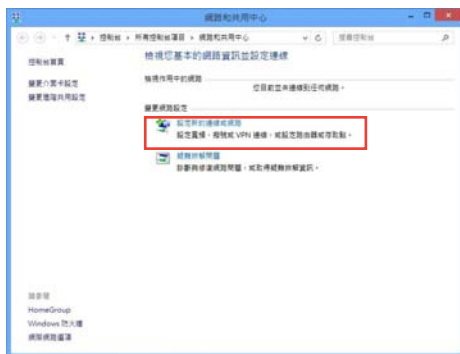 網路和共用中心
控制台 ▸ 所有控制台項目 ▸ 網路和共用中心
搜尋控制台
控制台首頁
變更介面卡設定
變更進階共用設定
檢視您基本的網路資訊並設定連線
檢視作用中的網路
您目前並未連線到任何網路。
變更網路設定
設定新的連線或網路
設定寬頻、撥號或 VPN 連線，或設定路由器或存取點。
疑難排解問題
診斷與修復網路問題，或取得疑難排解資訊。
請參閱
HomeGroup
Windows 防火牆
網際網路選項